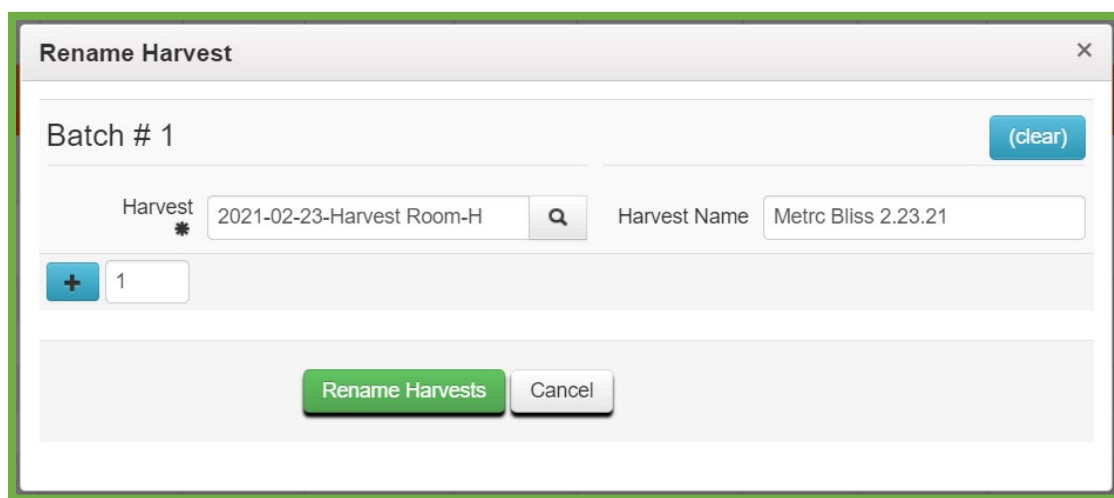 Rename Harvest ×
Batch # 1 (clear)
Harvest 2021-02-23-Harvest Room-H Harvest Name Metrc Bliss 2.23.21
1
Rename Harvests Cancel